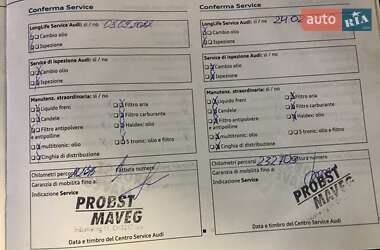 Conferma Service
LongLife Service Audi: sì / no
Cambio olio
Ispezione
Service di ispezione Audi: sì / no
Cambio olio
Ispezione
Manutenz. straordinaria: sì / no
Liquido freni
Filtro aria
Candele
Filtro carburante
Filtro antipolvere
e antipolline
Haldex: olio
multitronic: olio
S tronic: olio e filtro
Cinghia di distribuzione
Chilometri percorsi
Fattura numero
Garanzia di mobilità fino a:
Indicazione Service
PROBST
MAVEG
Data e timbro del Centro Service Audi
Conferma Service
LongLife Service Audi: sì / no
24.02
Cambio olio
Ispezione
Service di ispezione Audi: sì / no
Cambio olio
Ispezione
Manutenz. straordinaria: sì / no
Liquido freni
Filtro aria
Candele
Filtro carburante
Filtro antipolvere
e antipolline
Haldex: olio
multitronic: olio
S tronic: olio e filtro
Cinghia di distribuzione
Chilometri percorsi
numero
Garanzia di mobilità fino a:
Indicazione Service
PROBST
MAVEG
Data e timbro del Centro Service Audi
auto RIA.com